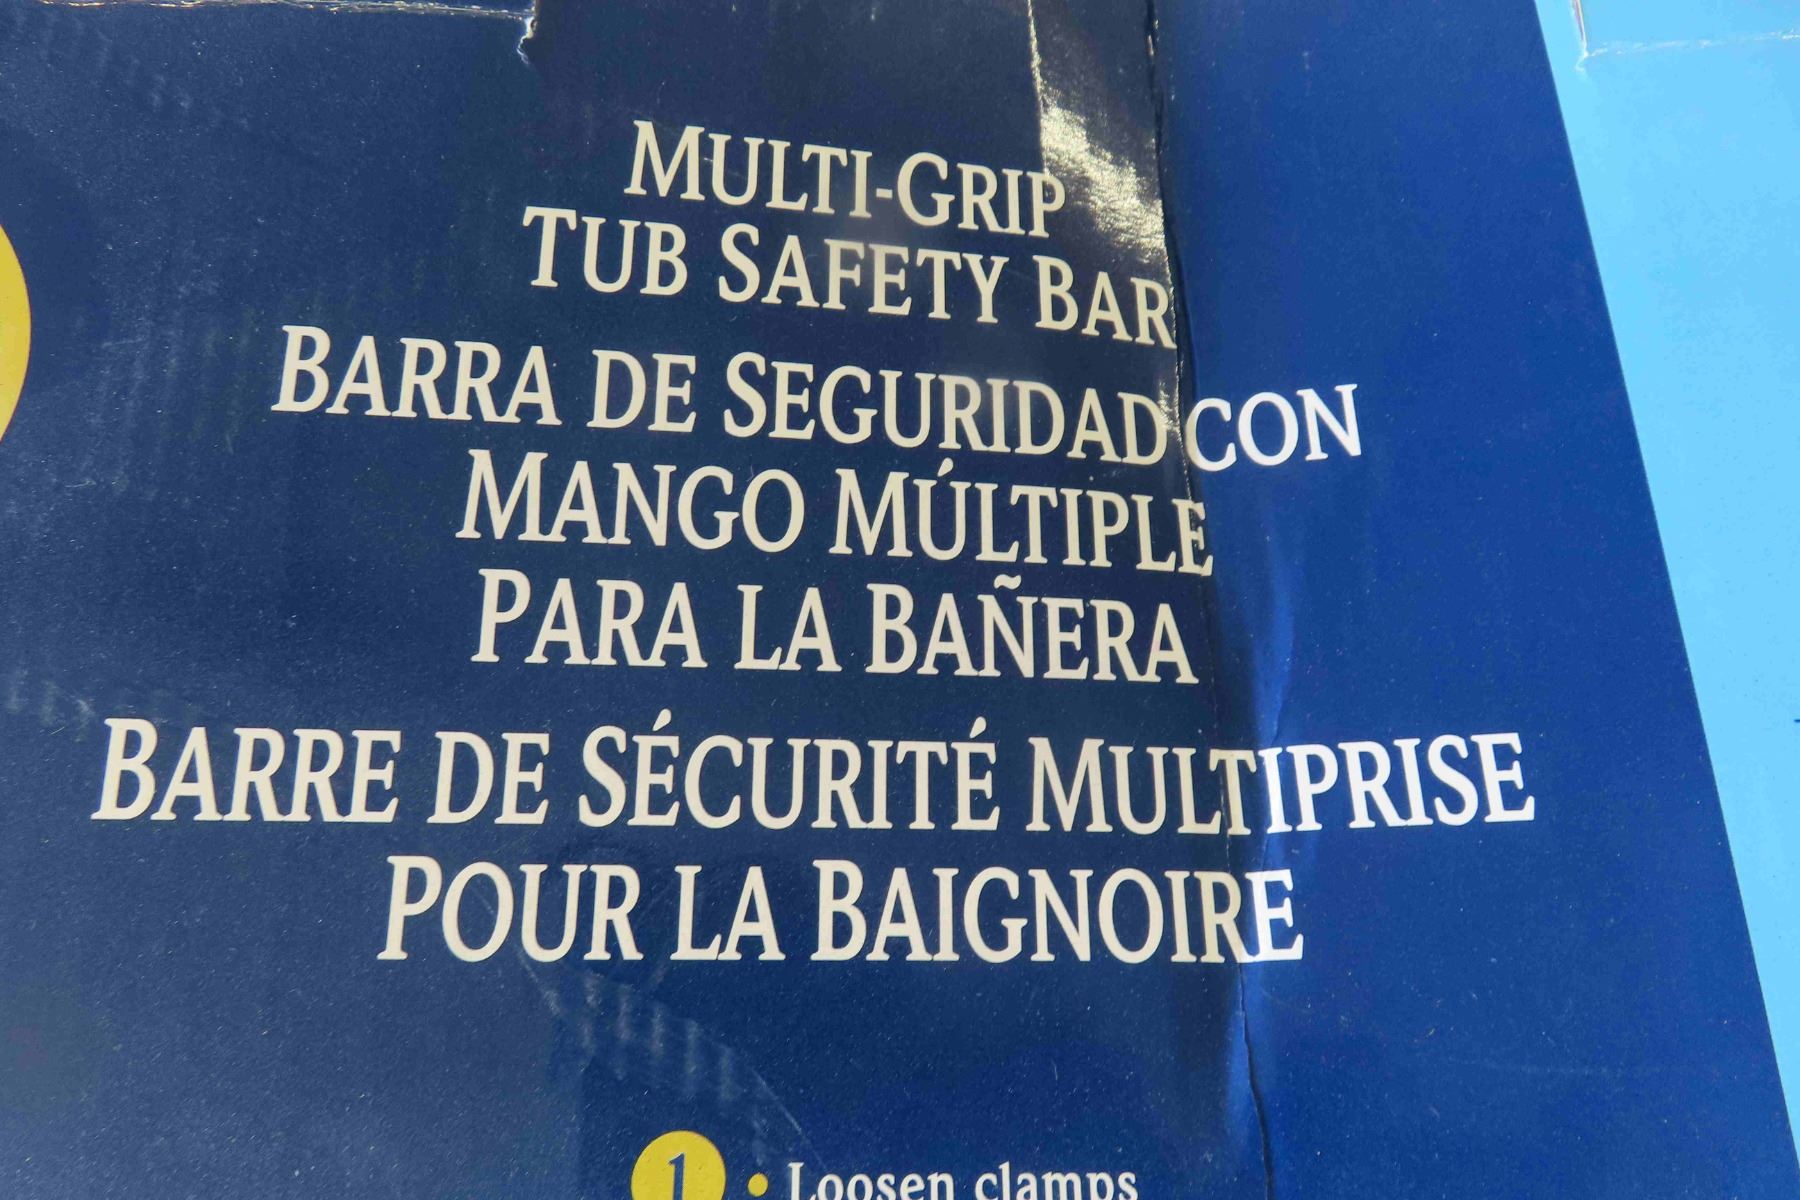 MULTI-GRIP
TUB SAFETY BAR
BARRA DE SEGURIDAD CON
MANGO MÚLTIPLE
PARA LA BAÑERA
BARRE DE SÉCURITÉ MULTIPRISE
POUR LA BAIGNOIRE
1 • Loosen clamps